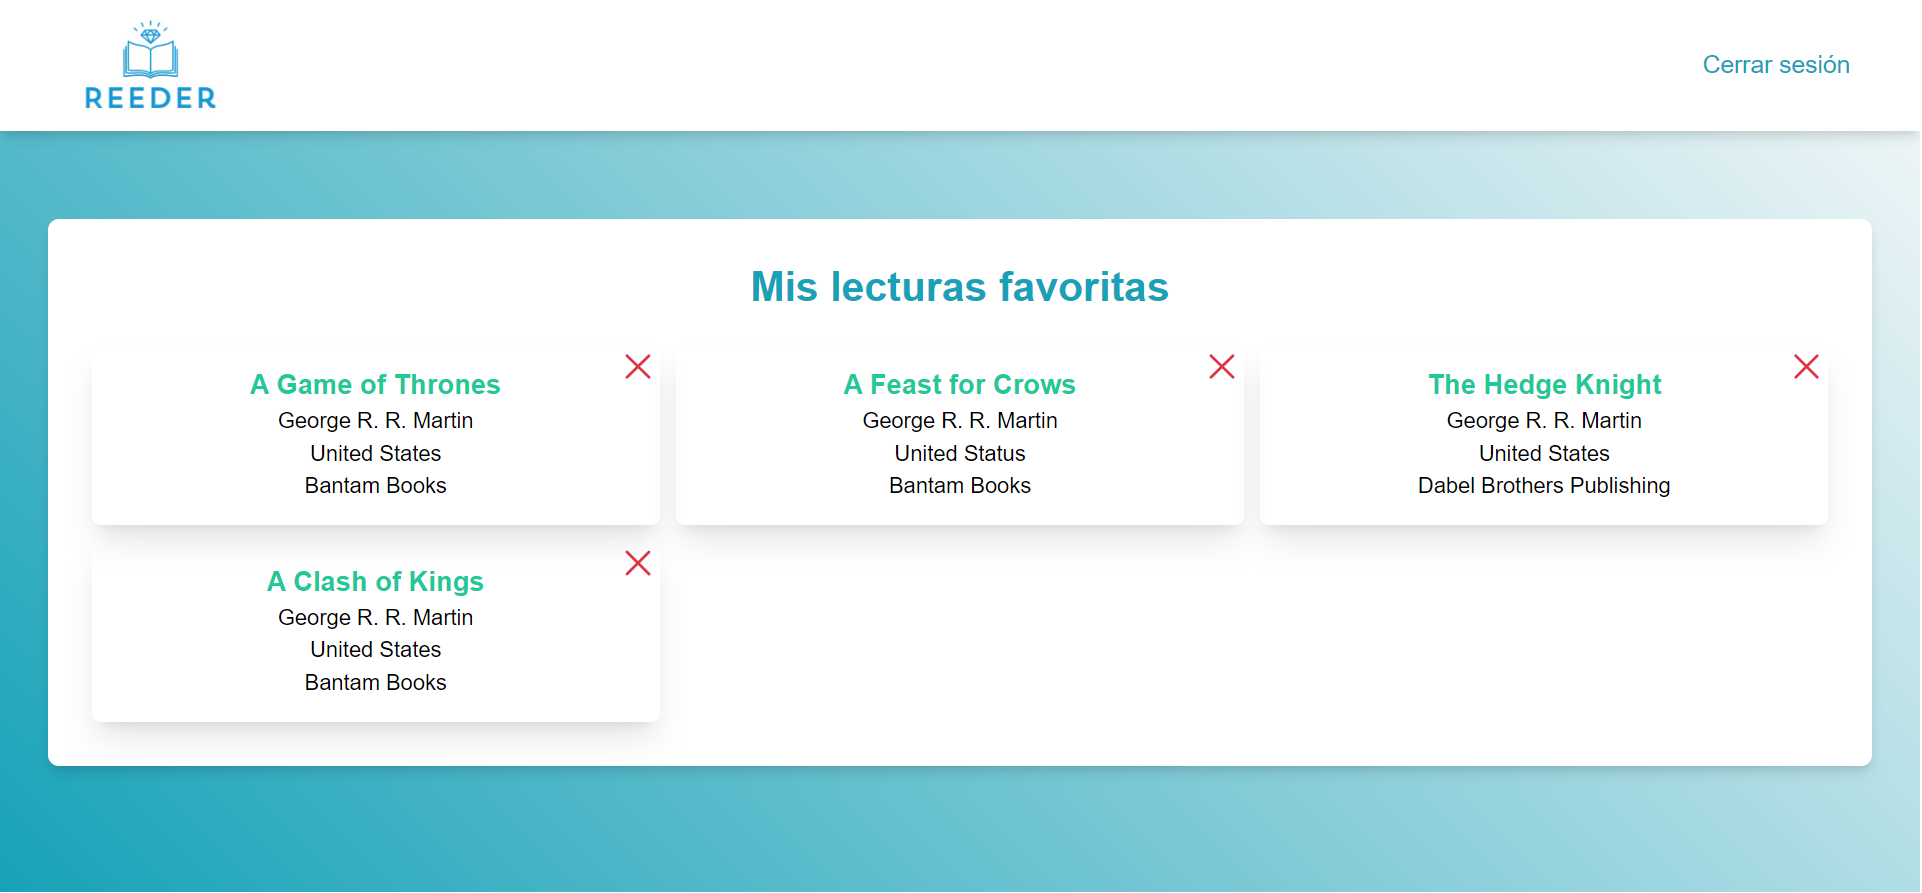 REEDER
Cerrar sesión
Mis lecturas favoritas
A Game of Thrones
George R. R. Martin
United States
Bantam Books
A Feast for Crows
George R. R. Martin
United Status
Bantam Books
The Hedge Knight
George R. R. Martin
United States
Dabel Brothers Publishing
A Clash of Kings
George R. R. Martin
United States
Bantam Books